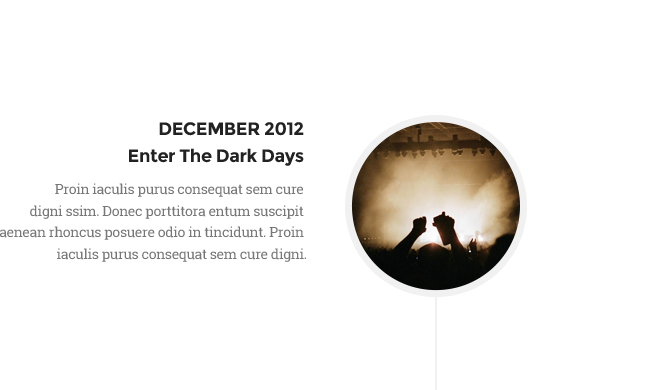 DECEMBER 2012
Enter The Dark Days
Proin iaculis purus consequat sem cure
digni ssim. Donec porttitora entum suscipit
aenean rhoncus posuere odio in tincidunt. Proin
iaculis purus consequat sem cure digni.